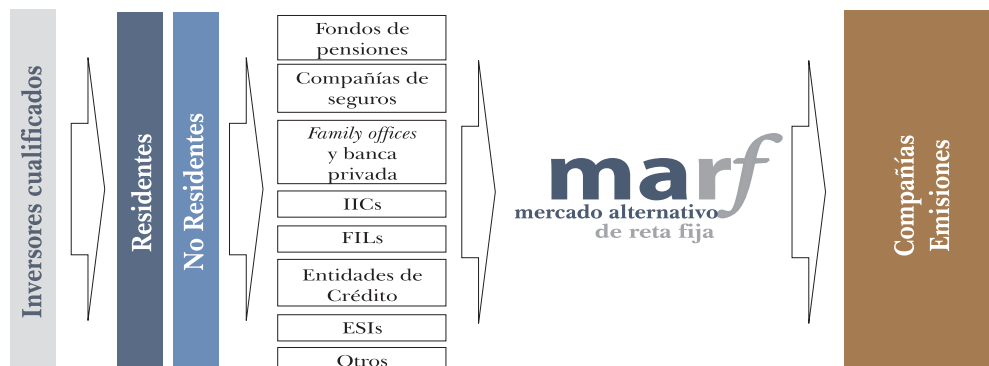 Inversores cualificados
Residentes
No Residentes
Fondos de
pensiones
Compañías de
seguros
Family offices
y banca
privada
IICs
FILs
Entidades de
Crédito
ESIs
Otros
marf
mercado alternativo
de reta fija
Compañías
Emisiones